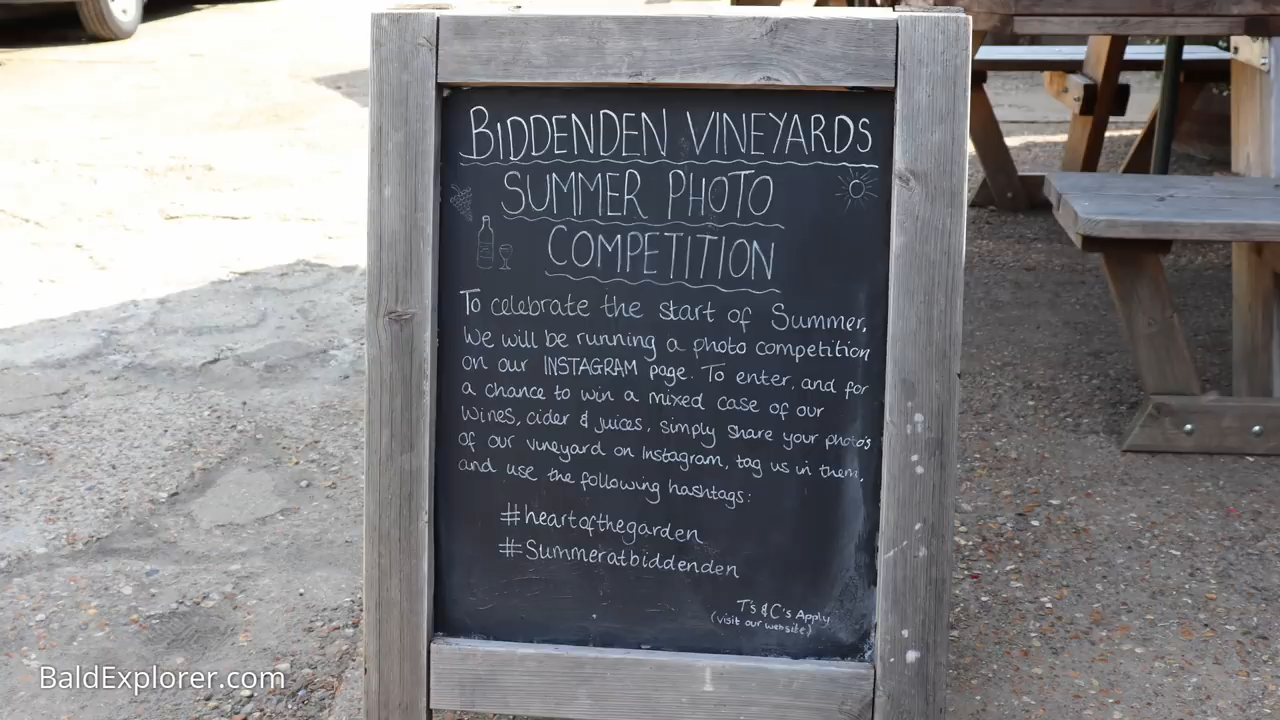 BIDDENDEN VINEYARDS
SUMMER PHOTO
COMPETITION
To celebrate the start of Summer,
We will be running a photo competition
on our INSTAGRAM page. To enter, and for
a chance to win a mixed case of our
Wines, cider & juices, simply share your photo's
of our vineyard on Instagram, tag us in them,
and use the following hashtags:
#heartofthegarden
#Summeratbiddenden
T's & C's Apply
(visit our website)
BaldExplorer.com